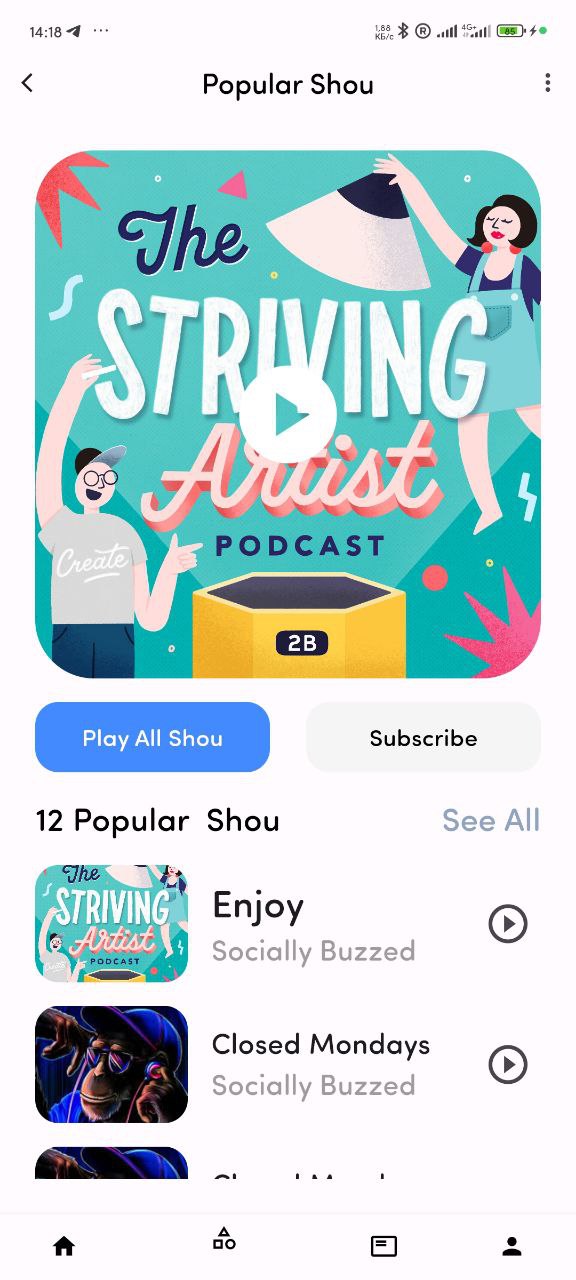 14:18 ... 1,88 КБ/с R 4G+ 85
Popular Shou
The
STRIVING
Artist
PODCAST
Create
2B
Play All Shou Subscribe
12 Popular Shou See All
The
STRIVING
Artist
PODCAST
Enjoy
Socially Buzzed
Closed Mondays
Socially Buzzed